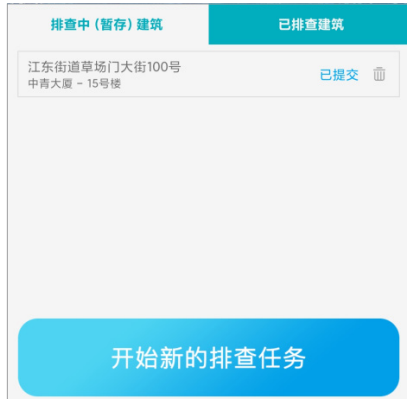 排查中 (暂存) 建筑
已排查建筑
江东街道草场门大街100号
已提交
中青大厦 - 15号楼
开始新的排查任务